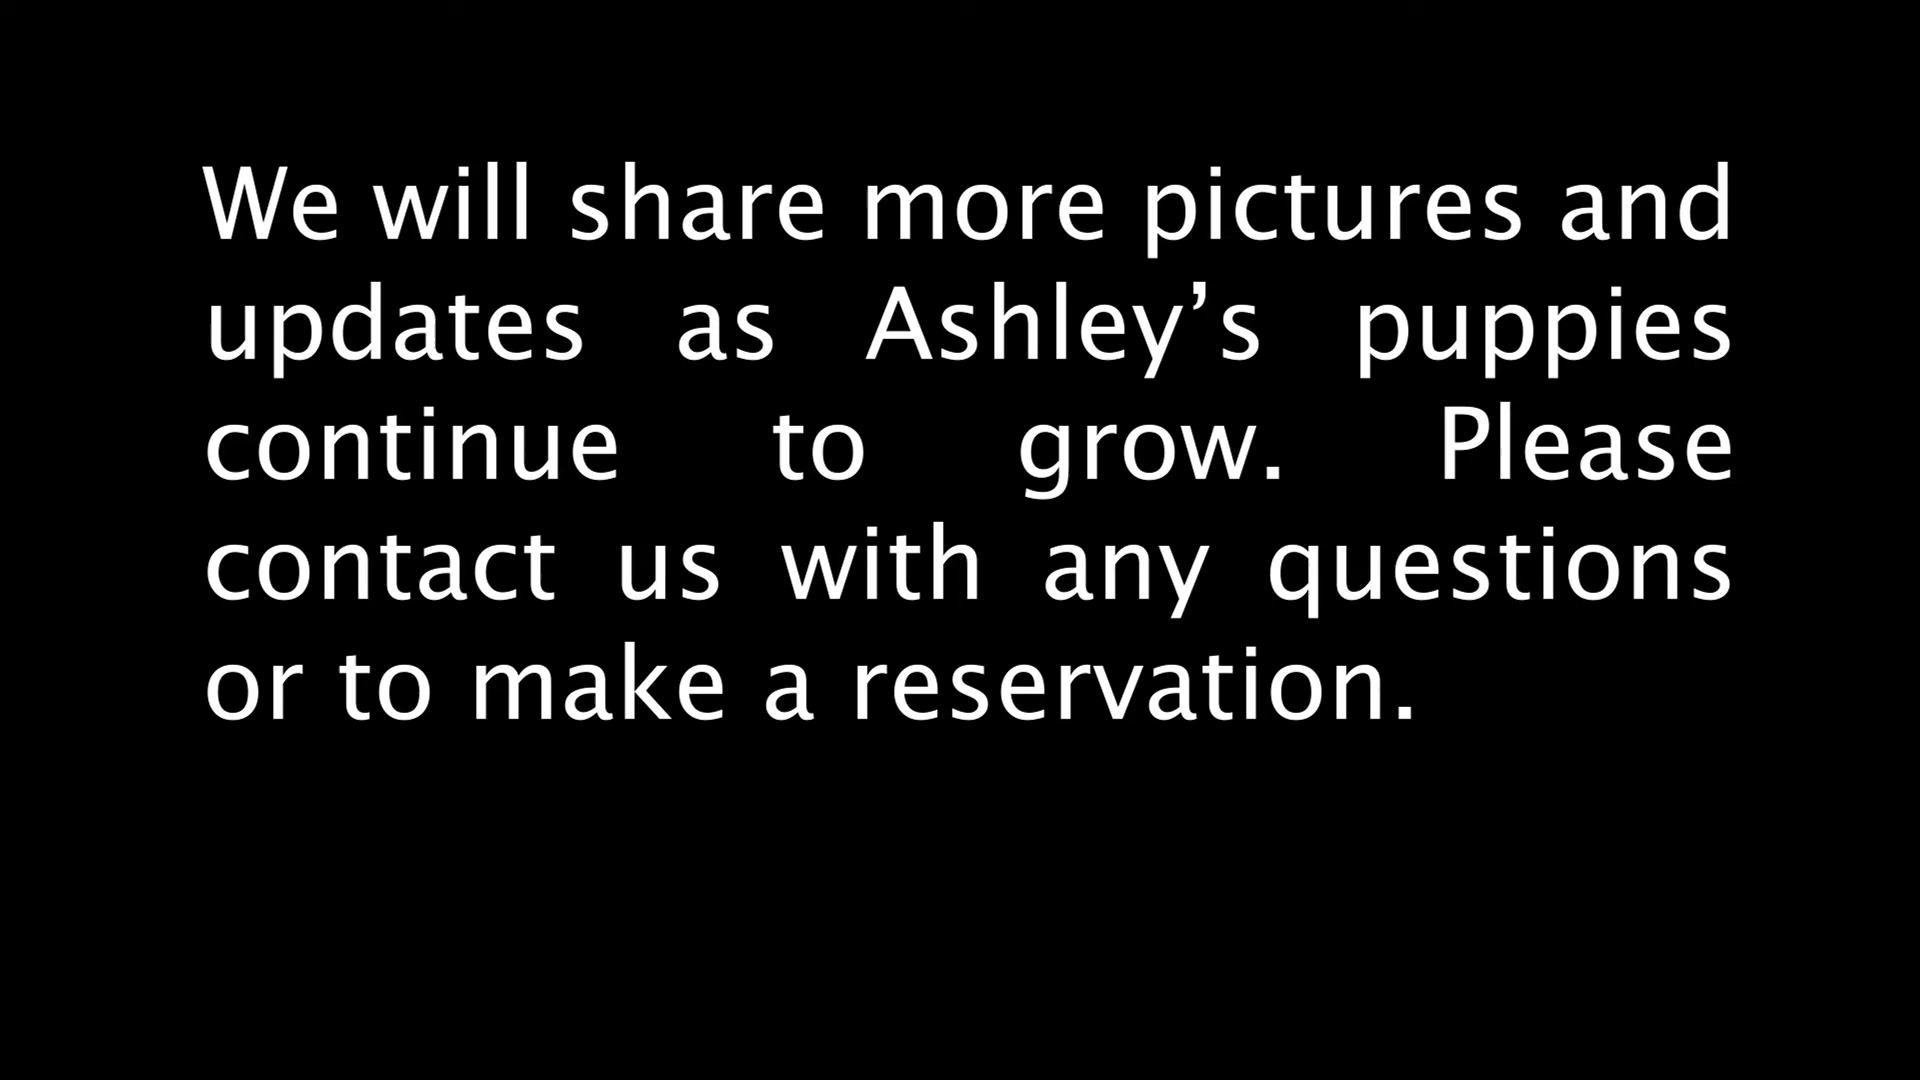 We will share more pictures and
updates as Ashley’s puppies
continue to grow. Please
contact us with any questions
or to make a reservation.